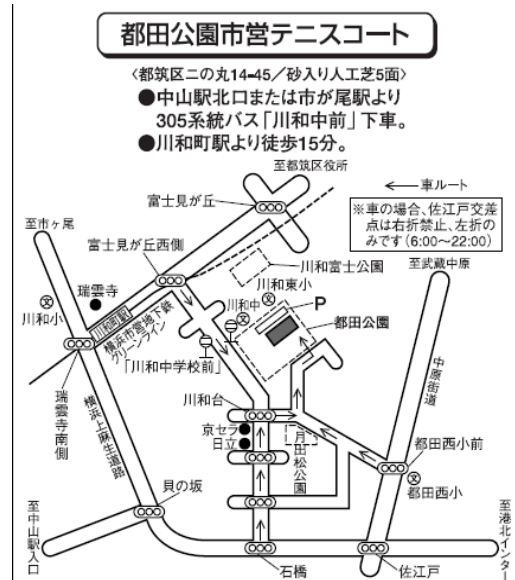 都田公園市営テニスコート
〈都筑区二の丸14-45／砂入り人工芝5面〉
●中山駅北口または市が尾駅より
305系統バス「川和中前」下車。
●川和町駅より徒歩15分。
至都筑区役所
←車ルート
※車の場合、佐江戸交差
点は右折禁止、左折の
みです(6:00～22:00)
富士見が丘
至市ヶ尾
富士見が丘西側
川和富士公園
至武蔵中原
瑞雲寺
川和東小
文
文
川和小
川和町駅
横浜市営地下鉄
グリーンライン
川和中
文
P
都田公園
「川和中学校前」
中原街道
瑞雲寺南側
横浜上麻生道路
川和台
京セラ
日立
月出松公園
都田西小前
文
都田西小
貝の坂
至中山駅入口
石橋
佐江戸
至港北インター